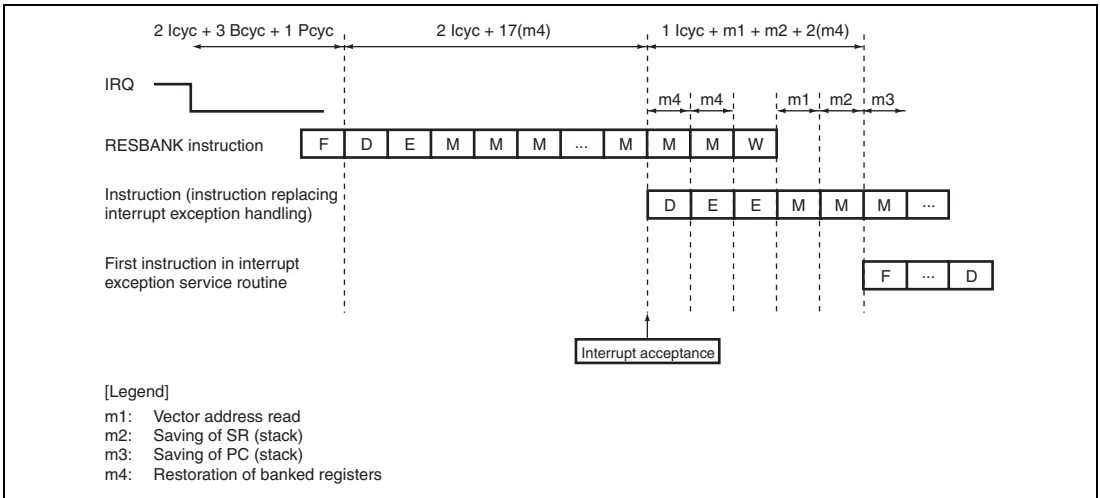 2 Icyc + 3 Bcyc + 1 Pcyc 2 Icyc + 17(m4) 1 Icyc + m1 + m2 + 2(m4)
IRQ
m4 m4 m1 m2 m3
RESBANK instruction F D E M M M ... M M M W
Instruction (instruction replacing
interrupt exception handling)
D E E M M M ...
First instruction in interrupt
exception service routine
F ... D
Interrupt acceptance
[Legend]
m1: Vector address read
m2: Saving of SR (stack)
m3: Saving of PC (stack)
m4: Restoration of banked registers